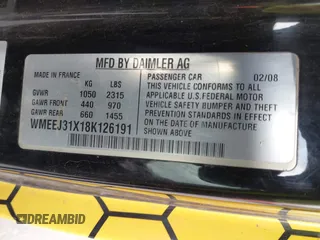 MFD BY DAIMLER AG
MADE IN FRANCE
PASSENGER CAR 02/08
KG LBS
GVWR 1050 2315
GAWR FRONT 440 970
GAWR REAR 660 1455
THIS VEHICLE CONFORMS TO ALL
APPLICABLE U.S. FEDERAL MOTOR
VEHICLE SAFETY BUMPER AND THEFT
PREVENTION STANDARDS IN EFFECT
ON THE DATE OF MANUFACTURE
SHOWN ABOVE.
WMEEJ31X18K126191
DREAMBID